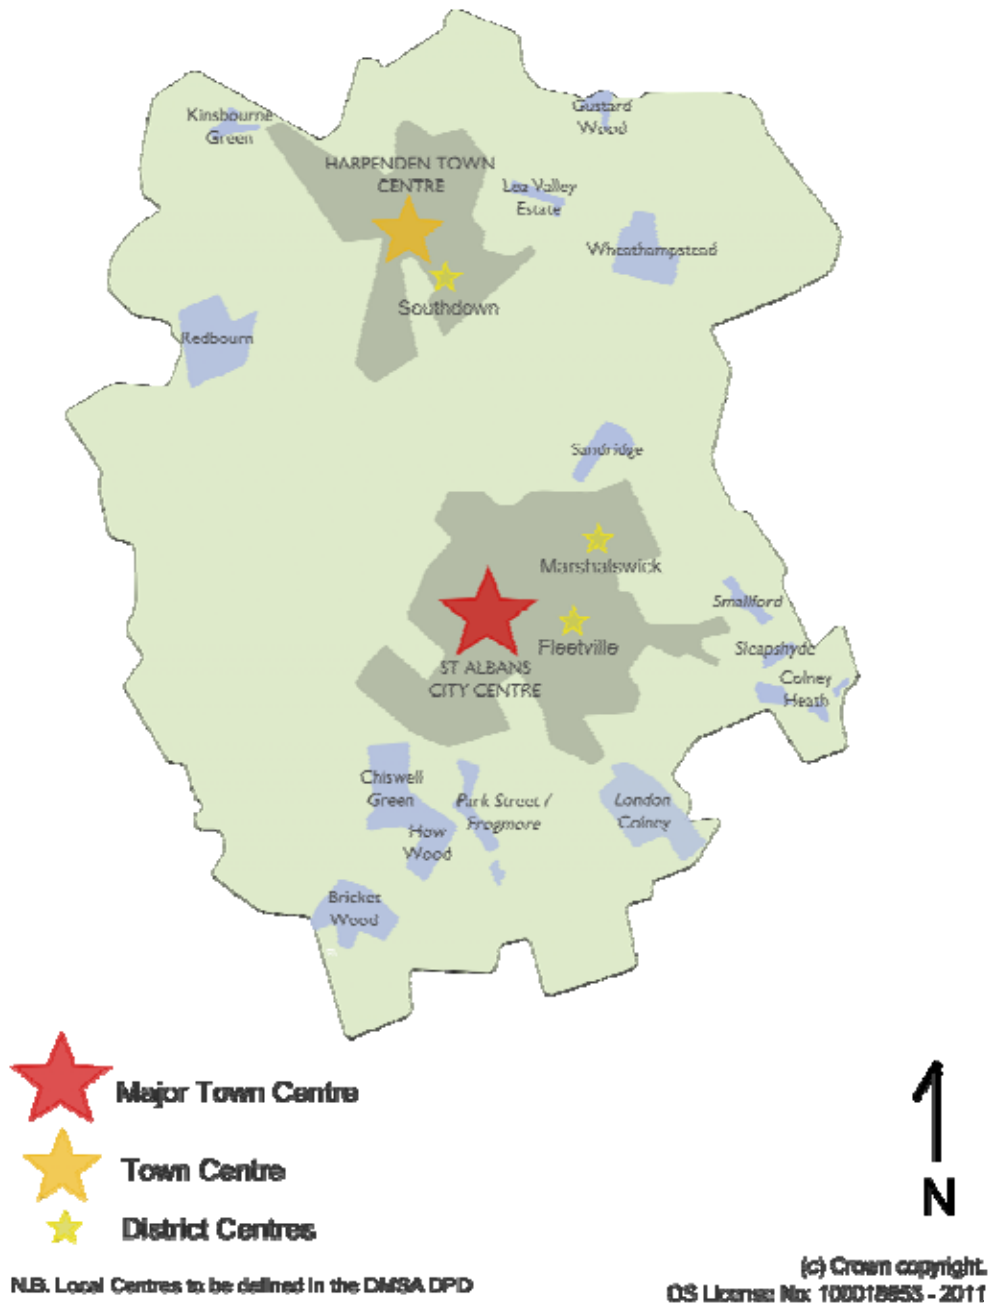 Kinsbourne
Green
Gustard
Wood
HARPENDEN TOWN
CENTRE
Lea Valley
Estate
Wheathampstead
Southdown
Redbourn
Sandridge
Marshalswick
Smallford
Fleetville
Sleapshyde
ST ALBANS
CITY CENTRE
Colney
Heath
Chiswell
Green
Park Street /
Frogmore
London
Colney
How
Wood
Bricket
Wood
Major Town Centre
Town Centre
District Centres
N
N.B. Local Centres to be defined in the DMSA DPD
(c) Crown copyright.
OS License No: 100018953 - 2011